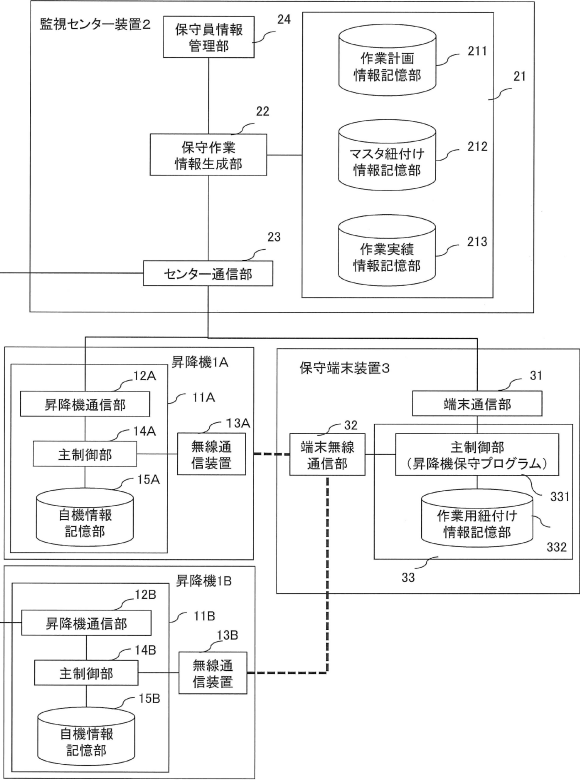 監視センター装置2
保守員情報
管理部
24
作業計画
情報記憶部
211
21
22
保守作業
情報生成部
マスタ紐付け
情報記憶部
212
23
センター通信部
作業実績
情報記憶部
213
昇降機1A
12A
昇降機通信部
11A
14A
主制御部
13A
無線通
信装置
15A
自機情報
記憶部
保守端末装置3
31
端末通信部
32
端末無線
通信部
主制御部
(昇降機保守プログラム)
331
作業用紐付け
情報記憶部
332
33
昇降機1B
12B
昇降機通信部
11B
14B
主制御部
13B
無線通
信装置
15B
自機情報
記憶部